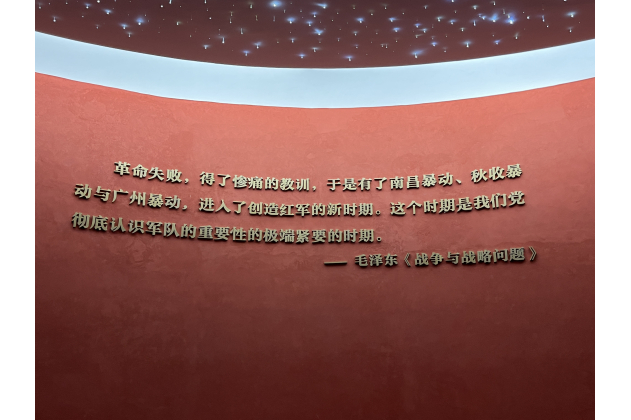 革命失败，得了惨痛的教训，于是有了南昌暴动、秋收暴
动与广州暴动，进入了创造红军的新时期。这个时期是我们党
彻底认识军队的重要性的极端紧要的时期。
— 毛泽东《战争与战略问题》